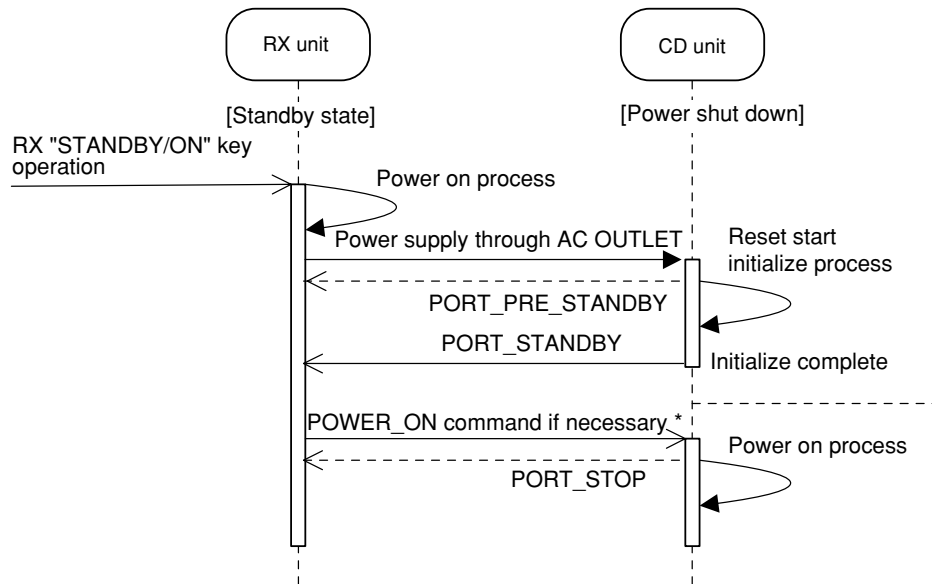 RX unit
CD unit
[Standby state]
[Power shut down]
RX "STANDBY/ON" key
operation
Power on process
Power supply through AC OUTLET
Reset start
initialize process
PORT_PRE_STANDBY
PORT_STANDBY
Initialize complete
POWER_ON command if necessary *
Power on process
PORT_STOP